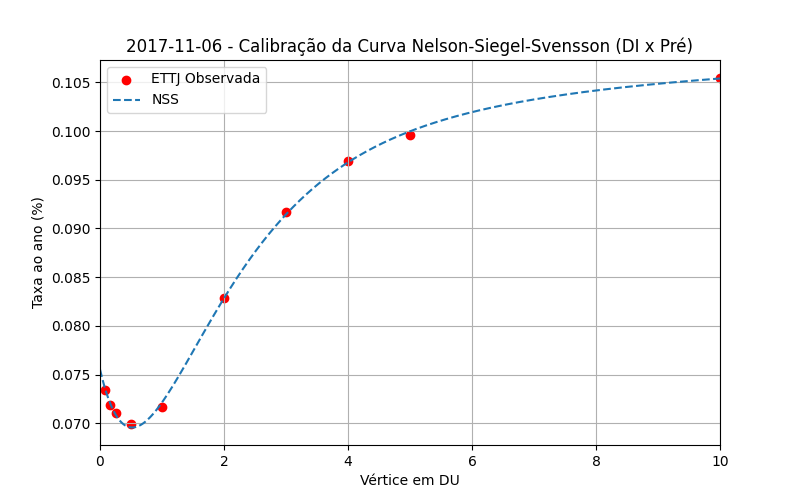 2017-11-06 - Calibração da Curva Nelson-Siegel-Svensson (DI x Pré)
ETTJ Observada
NSS
0.105
0.100
0.095
0.090
0.085
0.080
0.075
0.070
Taxa ao ano (%)
0 2 4 6 8 10
Vértice em DU